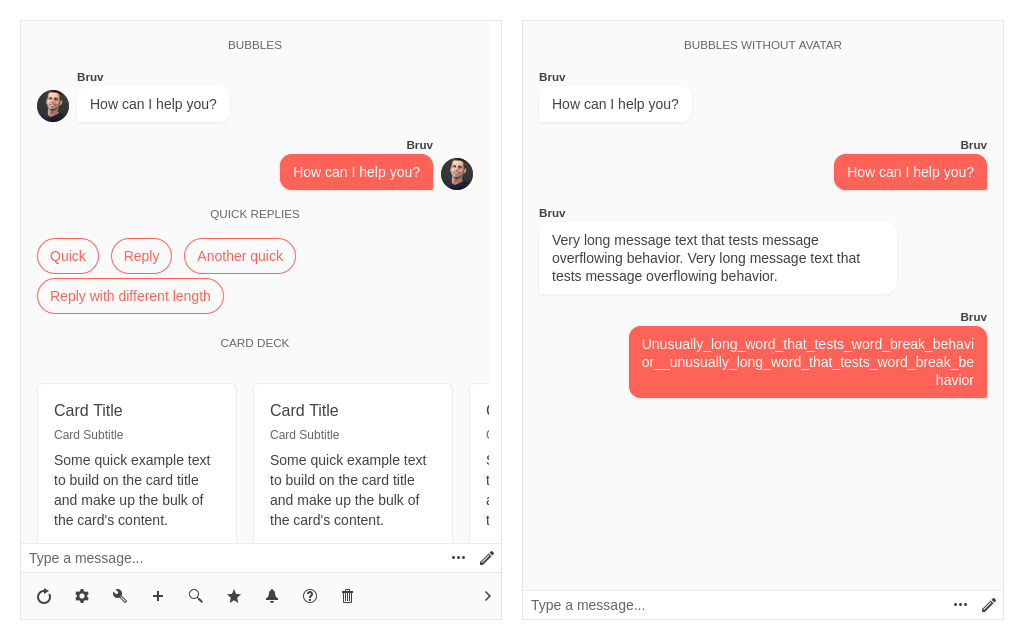 BUBBLES
Bruv
How can I help you?
Bruv
How can I help you?
QUICK REPLIES
Quick
Reply
Another quick
Reply with different length
CARD DECK
Card Title
Card Subtitle
Some quick example text
to build on the card title
and make up the bulk of
the card's content.
Card Title
Card Subtitle
Some quick example text
to build on the card title
and make up the bulk of
the card's content.
Type a message...
BUBBLES WITHOUT AVATAR
Bruv
How can I help you?
Bruv
How can I help you?
Bruv
Very long message text that tests message
overflowing behavior. Very long message text that
tests message overflowing behavior.
Bruv
Unusually_long_word_that_tests_word_break_behavi
or__unusually_long_word_that_tests_word_break_be
havior
Type a message...